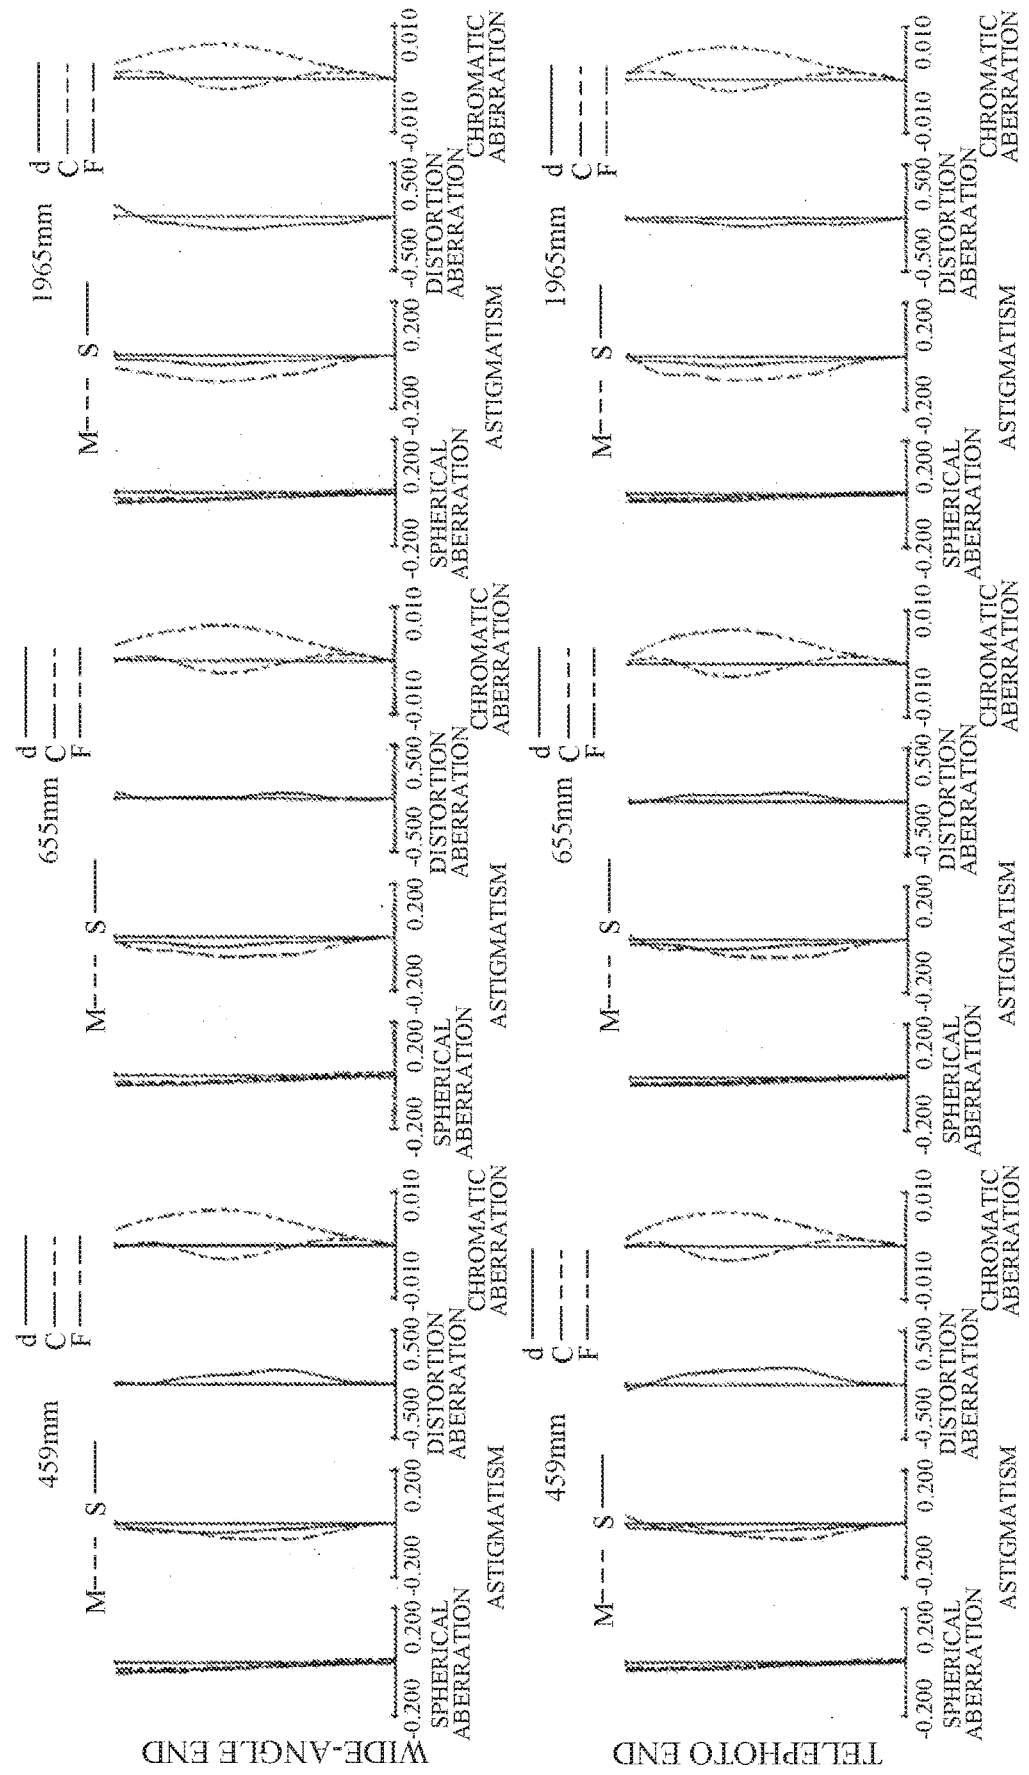 WIDE-ANGLE END
459mm
M S
d
C
F
-0.200 0.200
SPHERICAL
ABERRATION
-0.200 0.200
ASTIGMATISM
-0.500 0.500
DISTORTION
ABERRATION
-0.010 0.010
CHROMATIC
ABERRATION
655mm
M S
d
C
F
-0.200 0.200
SPHERICAL
ABERRATION
-0.200 0.200
ASTIGMATISM
-0.500 0.500
DISTORTION
ABERRATION
-0.010 0.010
CHROMATIC
ABERRATION
1965mm
M S
d
C
F
-0.200 0.200
SPHERICAL
ABERRATION
-0.200 0.200
ASTIGMATISM
-0.500 0.500
DISTORTION
ABERRATION
-0.010 0.010
CHROMATIC
ABERRATION
TELEPHOTO END
459mm
M S
d
C
F
-0.200 0.200
SPHERICAL
ABERRATION
-0.200 0.200
ASTIGMATISM
-0.500 0.500
DISTORTION
ABERRATION
-0.010 0.010
CHROMATIC
ABERRATION
655mm
M S
d
C
F
-0.200 0.200
SPHERICAL
ABERRATION
-0.200 0.200
ASTIGMATISM
-0.500 0.500
DISTORTION
ABERRATION
-0.010 0.010
CHROMATIC
ABERRATION
1965mm
M S
d
C
F
-0.200 0.200
SPHERICAL
ABERRATION
-0.200 0.200
ASTIGMATISM
-0.500 0.500
DISTORTION
ABERRATION
-0.010 0.010
CHROMATIC
ABERRATION